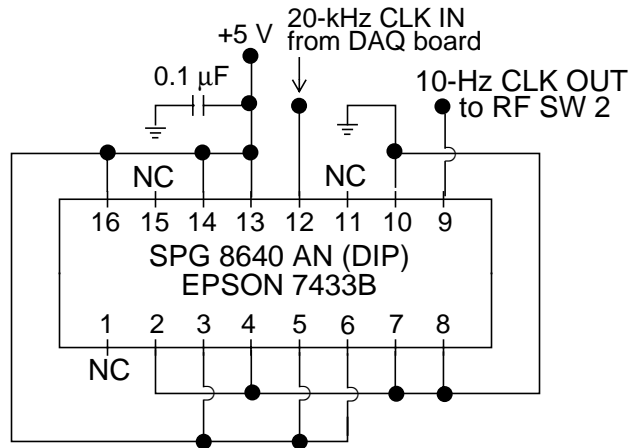 20-kHz CLK IN
from DAQ board
+5 V
0.1 μF
10-Hz CLK OUT
to RF SW 2
NC
NC
16 15 14 13 12 11 10 9
SPG 8640 AN (DIP)
EPSON 7433B
1 2 3 4 5 6 7 8
NC